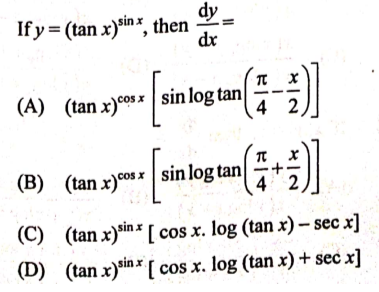 If y = (tan x)^{sin x}, then dy/dx =
(A) (tan x)^{cos x} [sin log tan (π/4 - x/2)]
(B) (tan x)^{cos x} [sin log tan (π/4 + x/2)]
(C) (tan x)^{sin x} [ cos x. log (tan x) – sec x]
(D) (tan x)^{sin x} [ cos x. log (tan x) + sec x]